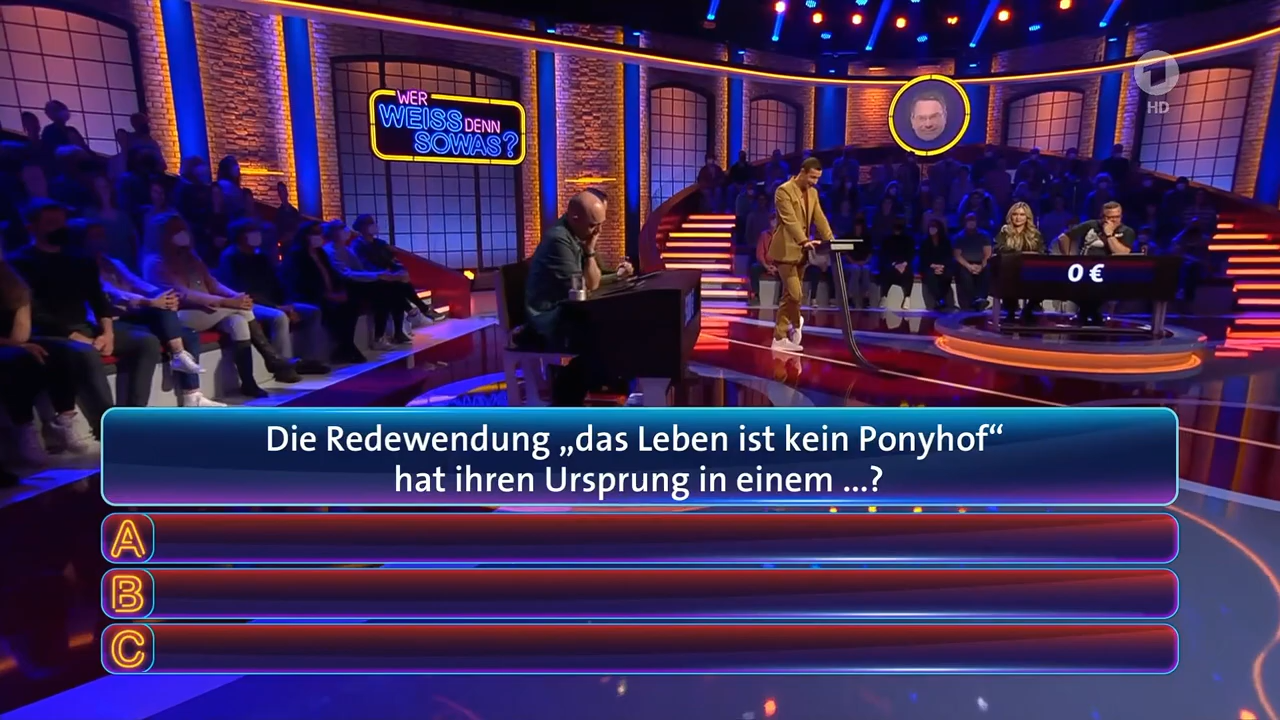 WER
WEISS DENN
SOWAS?
1
HD
0 €
Die Redewendung „das Leben ist kein Ponyhof“
hat ihren Ursprung in einem ...?
A
B
C